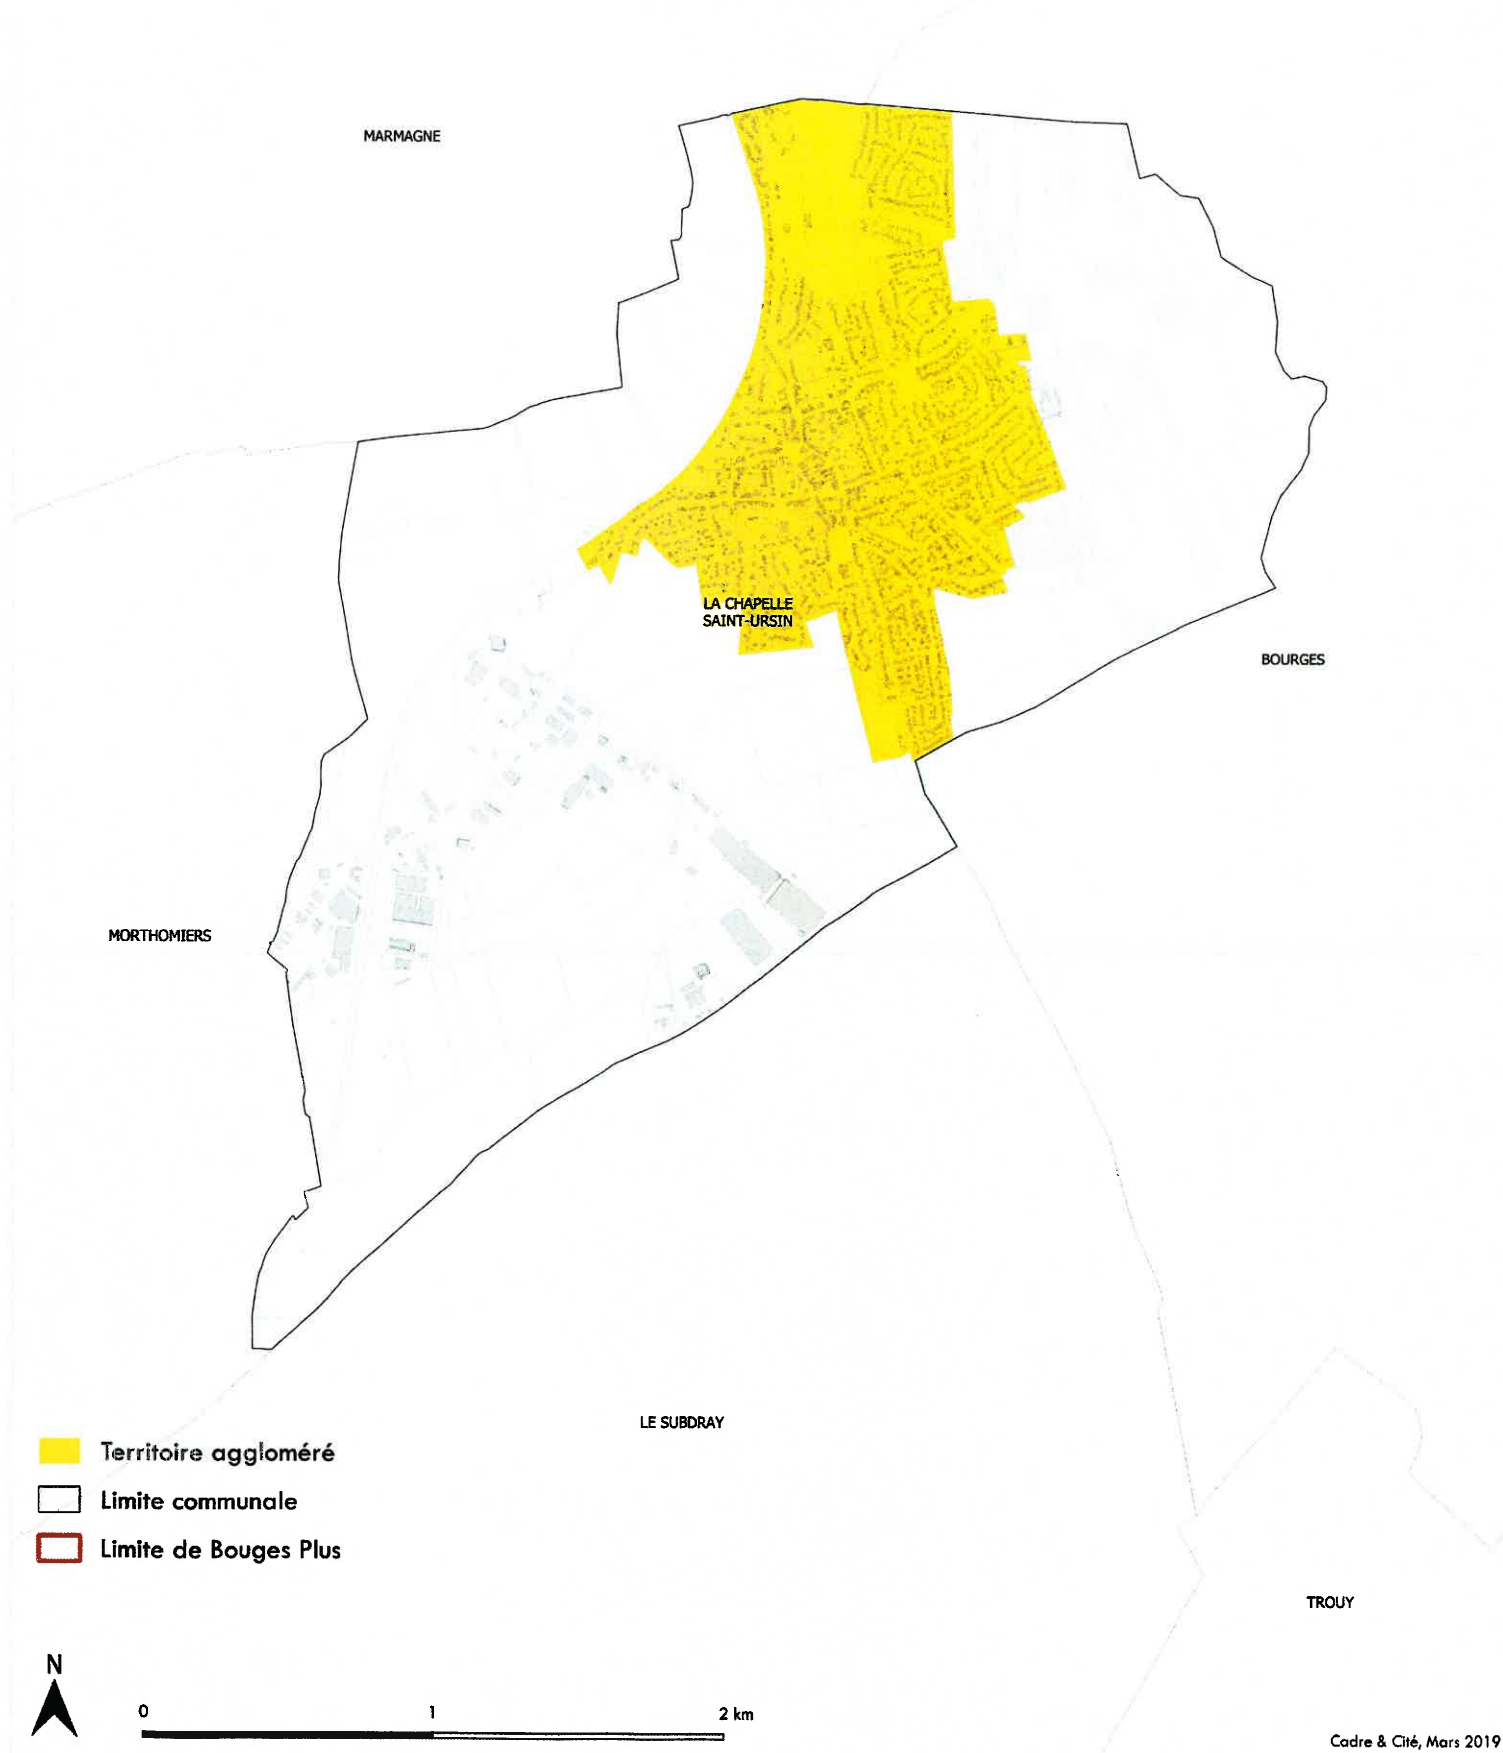 MARMAGNE
LA CHAPELLE
SAINT-URSIN
BOURGES
MORTHOMIERS
LE SUBDRAY
Territoire aggloméré
Limite communale
Limite de Bouges Plus
TROUY
N
0 1 2 km
Cadre & Cité, Mars 2019